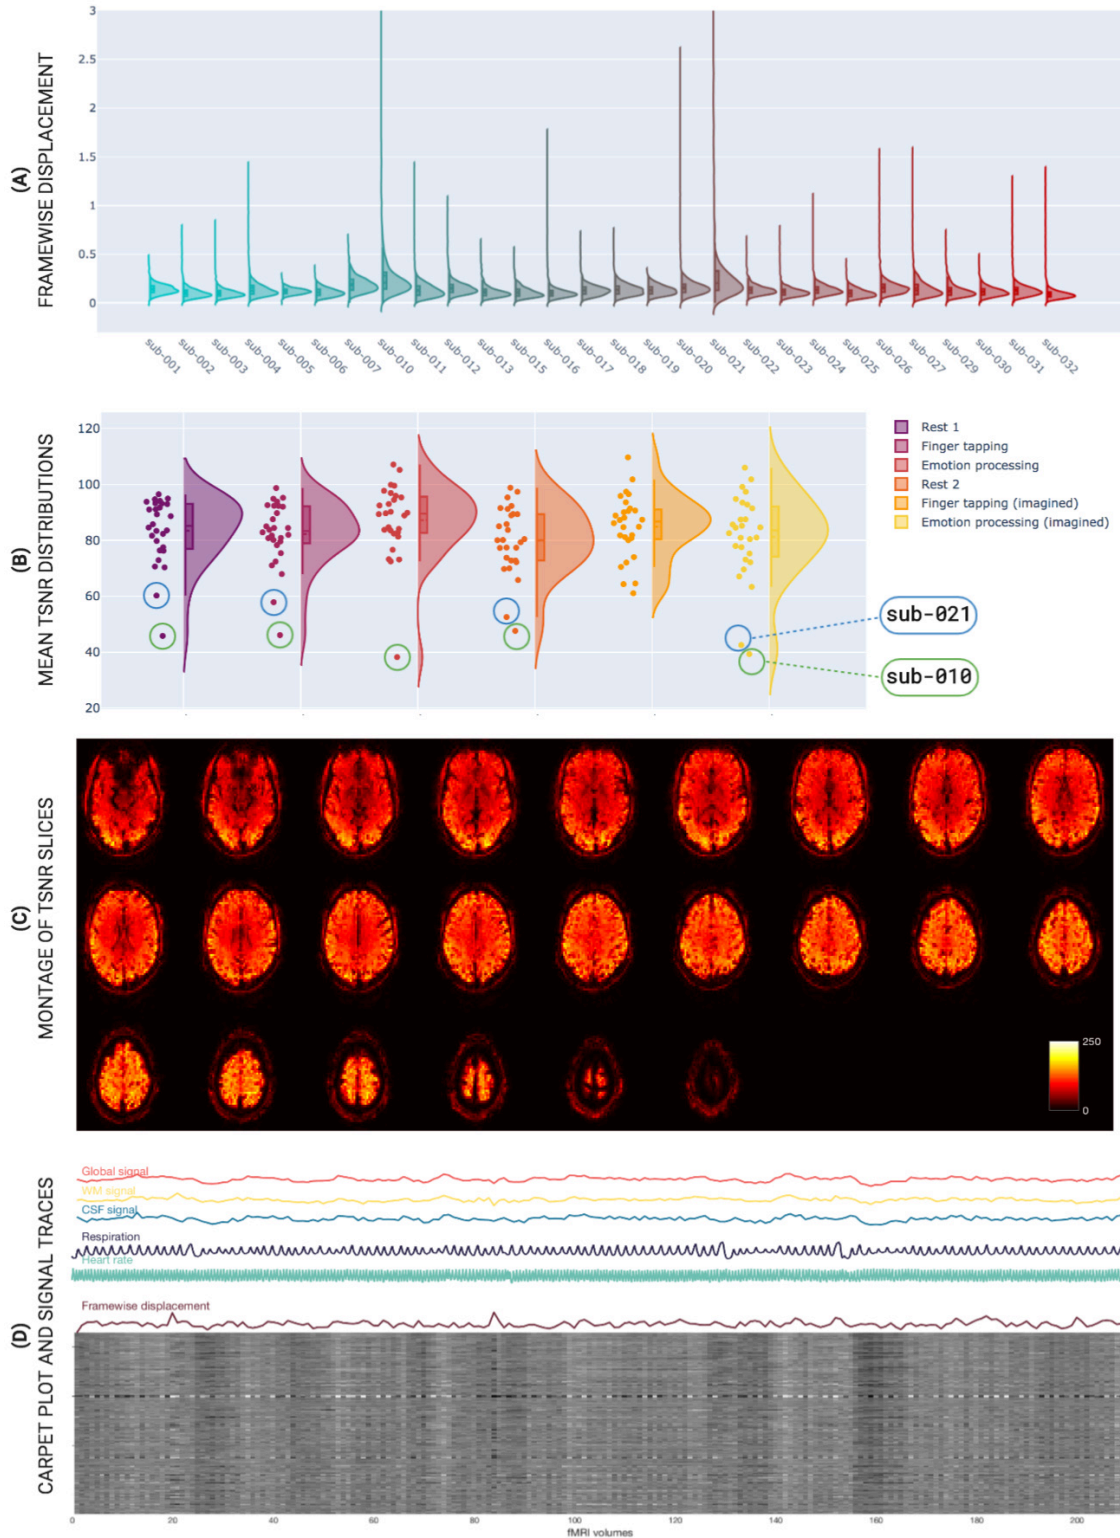 (A)
FRAMEWISE DISPLACEMENT
3
2.5
2
1.5
1
0.5
0
sub-001
sub-002
sub-003
sub-004
sub-005
sub-006
sub-007
sub-010
sub-011
sub-012
sub-013
sub-015
sub-016
sub-017
sub-018
sub-019
sub-020
sub-021
sub-022
sub-023
sub-024
sub-025
sub-026
sub-027
sub-029
sub-030
sub-031
sub-032
(B)
MEAN TSNR DISTRIBUTIONS
120
100
80
60
40
20
Rest 1
Finger tapping
Emotion processing
Rest 2
Finger tapping (imagined)
Emotion processing (imagined)
sub-021
sub-010
(C)
MONTAGE OF TSNR SLICES
250
0
(D)
CARPET PLOT AND SIGNAL TRACES
Global signal
WM signal
CSF signal
Respiration
Heart rate
Framewise displacement
0 20 40 60 80 100 120 140 160 180 200
fMRI volumes